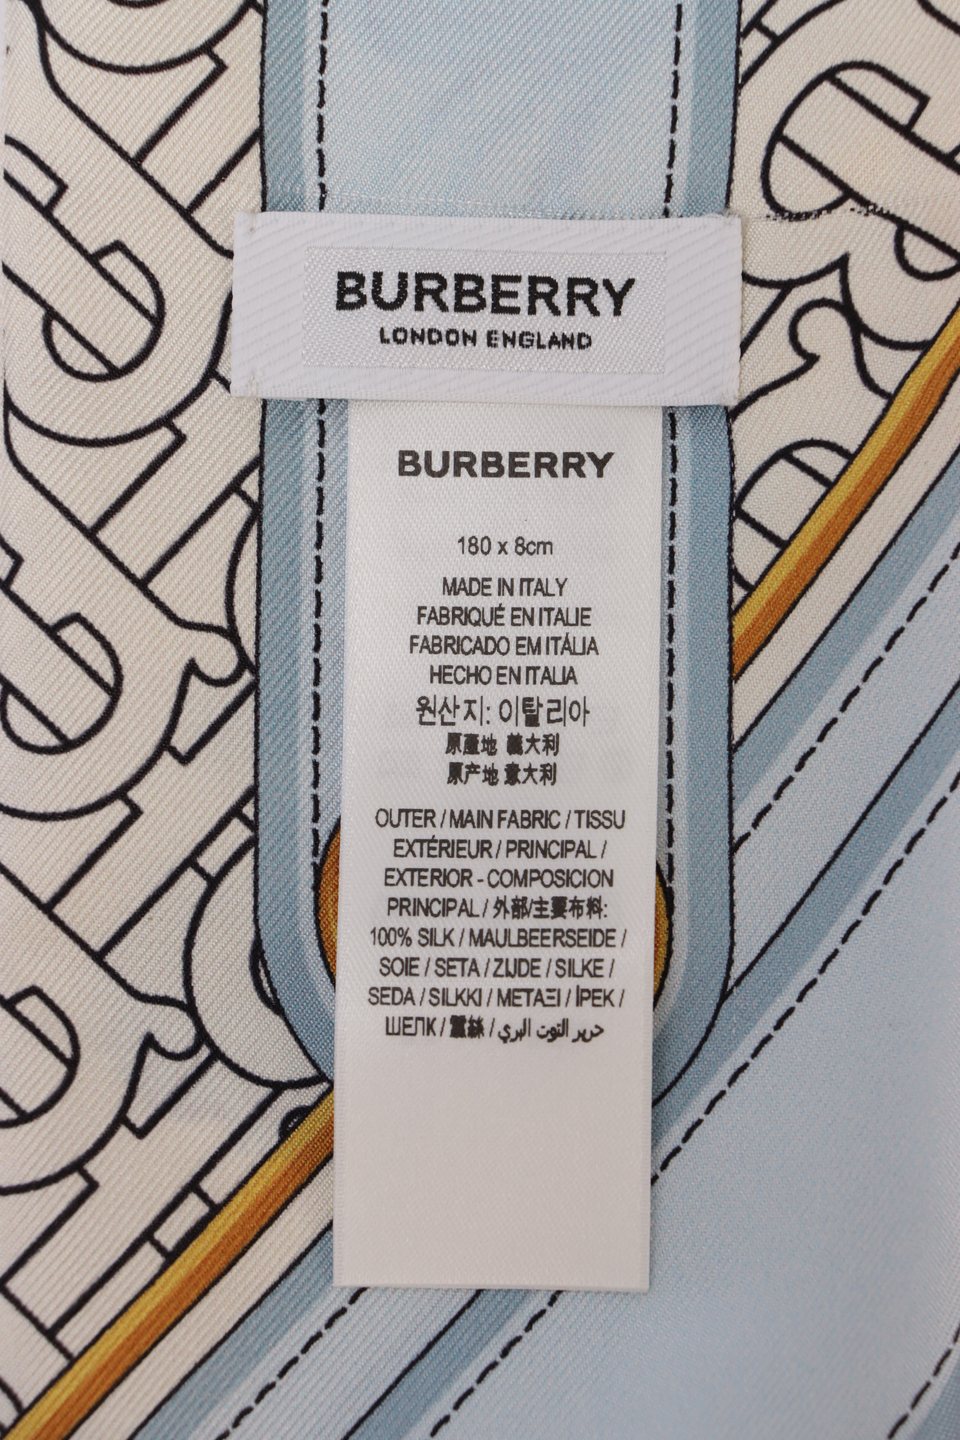 BURBERRY
LONDON ENGLAND
BURBERRY
180 x 8cm
MADE IN ITALY
FABRIQUÉ EN ITALIE
FABRICADO EM ITÁLIA
HECHO EN ITALIA
원산지: 이탈리아
原產地 義大利
原产地 意大利
OUTER / MAIN FABRIC / TISSU
EXTÉRIEUR / PRINCIPAL /
EXTERIOR - COMPOSICION
PRINCIPAL / 外部/主要布料:
100% SILK / MAULBEERSEIDE /
SOIE / SETA / ZIJDE / SILKE /
SEDA / SILKKI / ΜΕΤΑΞΙ / İPEK /
ШЕЛК / 蠶絲 / حرير التوت البري